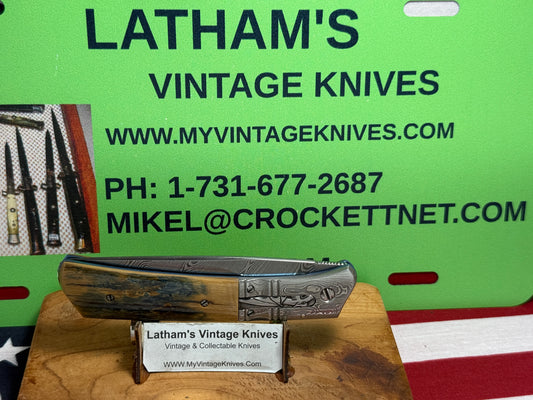 LATHAM'S
VINTAGE KNIVES
WWW.MYVINTAGEKNIVES.COM
PH: 1-731-677-2687
MIKEL@CROCKETTNET.COM
Latham's Vintage Knives
Vintage & Collectable Knives
WWW.MyVintageKnives.Com